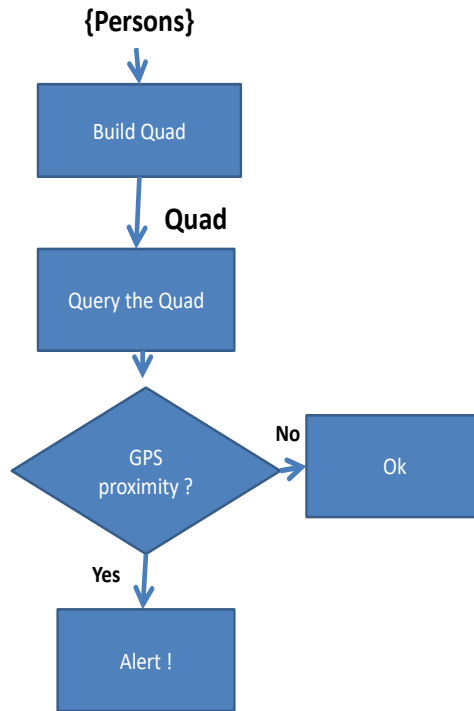 {Persons}
Build Quad
Quad
Query the Quad
GPS
proximity ?
No
Ok
Yes
Alert !